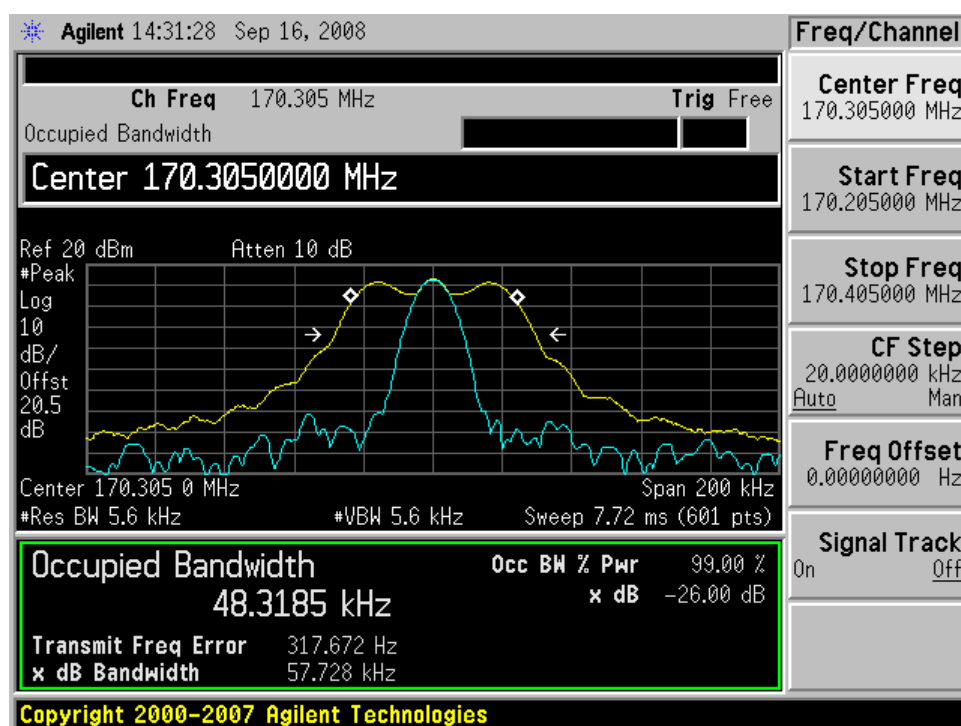 Agilent 14:31:28 Sep 16, 2008
Ch Freq 170.305 MHz Trig Free
Occupied Bandwidth
Center 170.3050000 MHz
Ref 20 dBm Atten 10 dB
#Peak
Log
10
dB/
Offst
20.5
dB
Center 170.305 0 MHz Span 200 kHz
#Res BW 5.6 kHz #VBW 5.6 kHz Sweep 7.72 ms (601 pts)
Occupied Bandwidth
48.3185 kHz
Occ BW % Pwr 99.00 %
x dB -26.00 dB
Transmit Freq Error 317.672 Hz
x dB Bandwidth 57.728 kHz
Copyright 2000-2007 Agilent Technologies
Freq/Channel
Center Freq
170.305000 MHz
Start Freq
170.205000 MHz
Stop Freq
170.405000 MHz
CF Step
20.0000000 kHz
Auto Man
Freq Offset
0.00000000 Hz
Signal Track
On Off